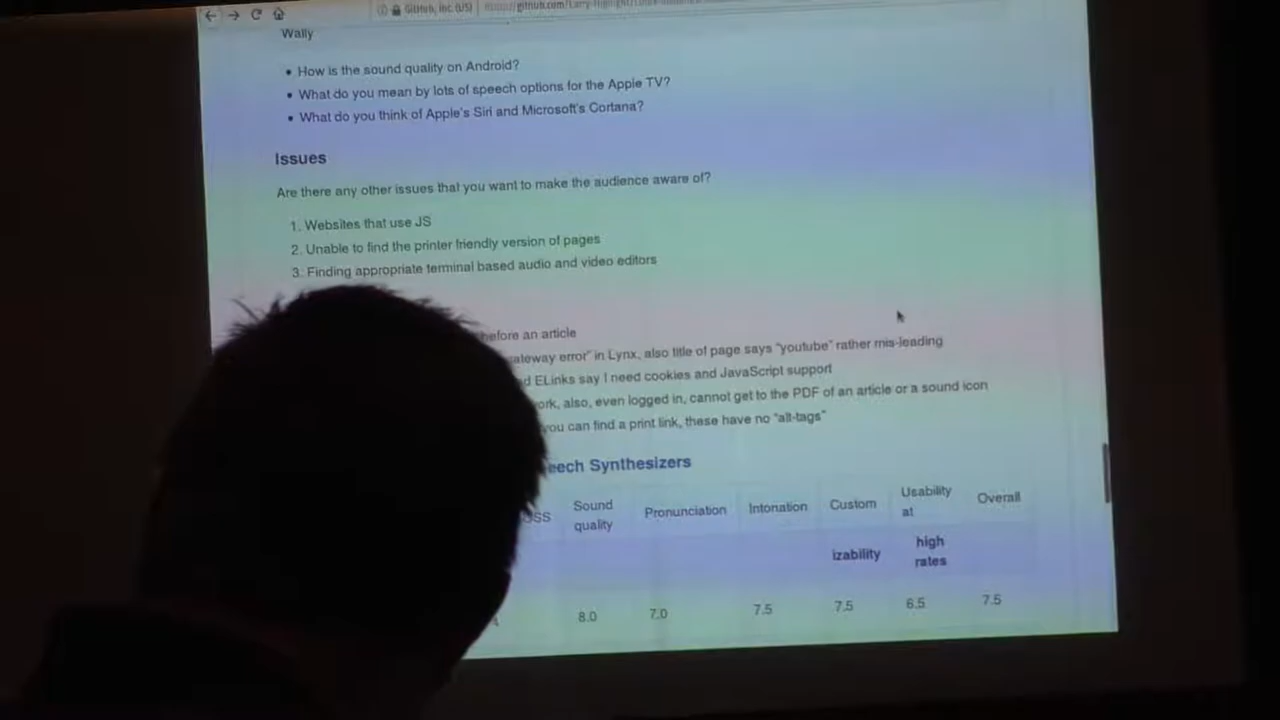 GitHub, Inc. (US)
Wally
• How is the sound quality on Android?
• What do you mean by lots of speech options for the Apple TV?
• What do you think of Apple's Siri and Microsoft's Cortana?
Issues
Are there any other issues that you want to make the audience aware of?
1. Websites that use JS
2. Unable to find the printer friendly version of pages
3. Finding appropriate terminal based audio and video editors
before an article
error" in Lynx, also title of page says "youtube" rather mis-leading
ELinks say I need cookies and JavaScript support
also, even logged in, cannot get to the PDF of an article or a sound icon
you can find a print link, these have no "alt-tags"
Synthesizers
Sound quality Pronunciation Intonation Custom Usability at Overall
izability high rates
8.0 7.0 7.5 7.5 6.5 7.5